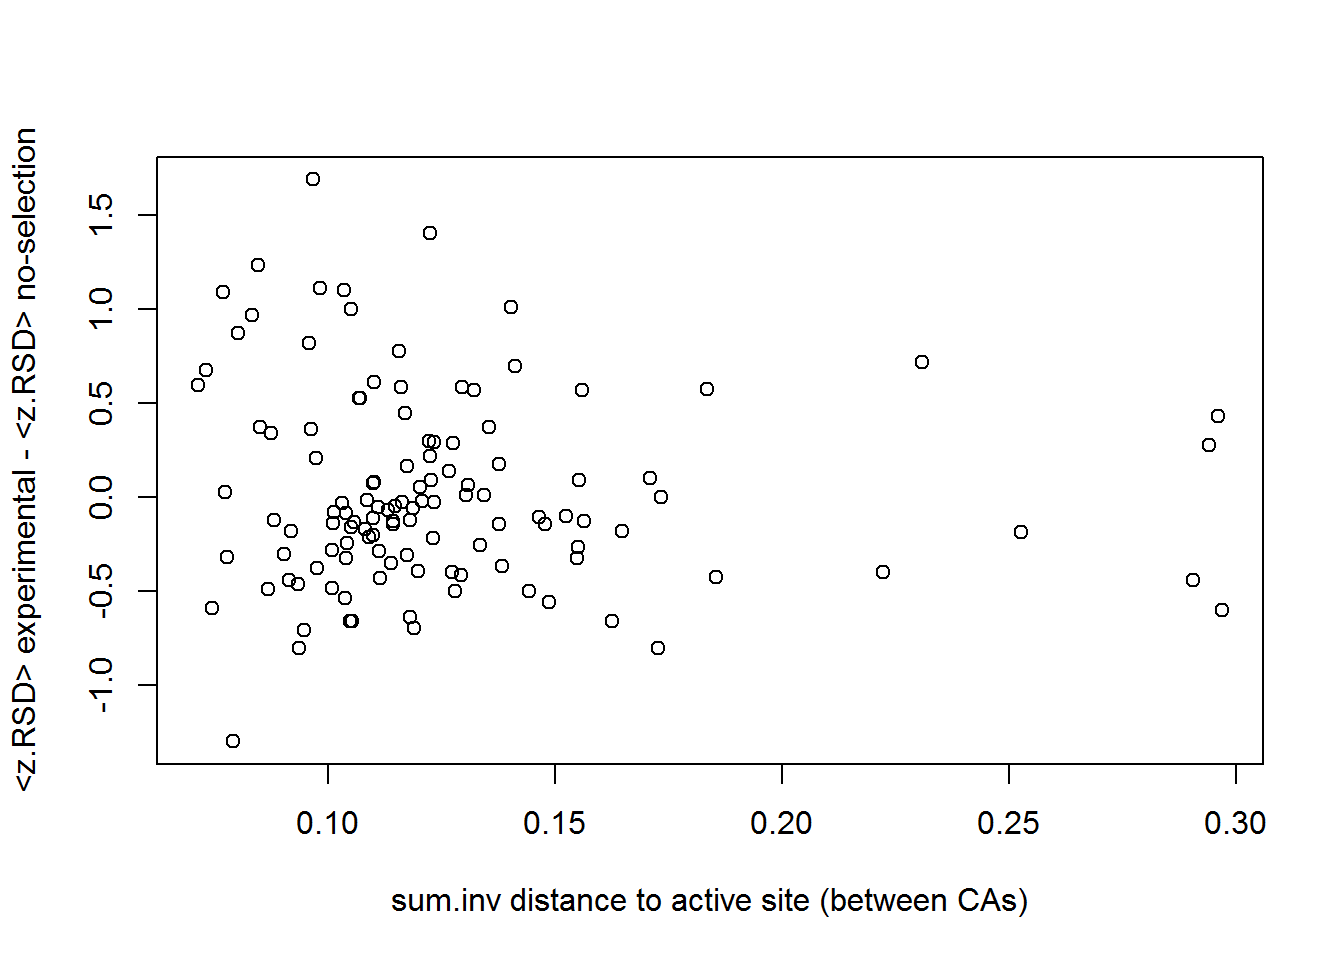 <z.RSD> experimental - <z.RSD> no-selection
1.5
1.0
0.5
0.0
-0.5
-1.0
0.10 0.15 0.20 0.25 0.30
sum.inv distance to active site (between CAs)